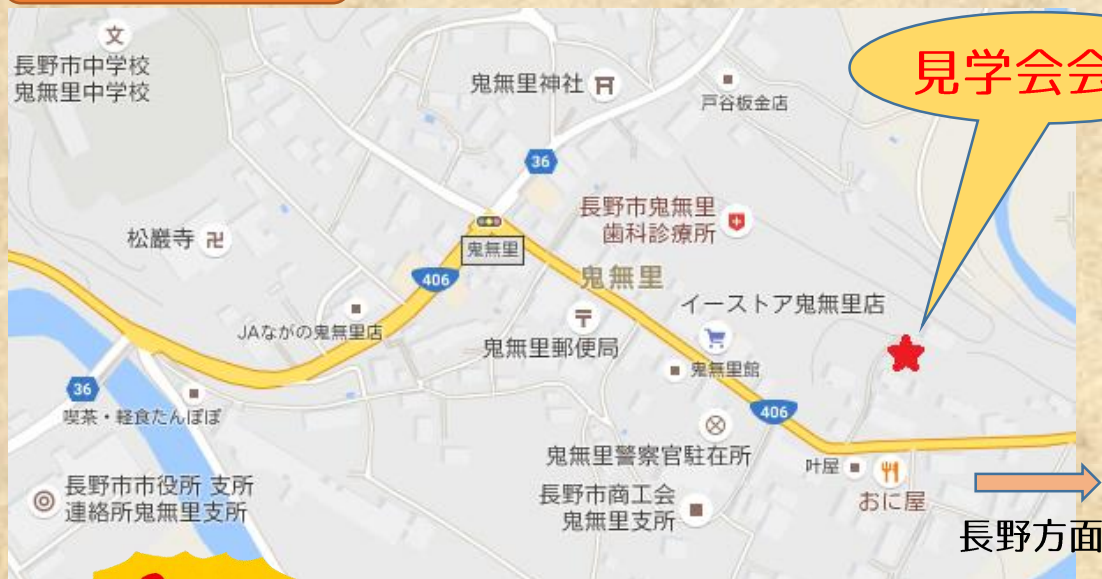 文
長野市中学校
鬼無里中学校
鬼無里神社
戸谷板金店
見学会会
36
長野市鬼無里
歯科診療所
松巖寺
鬼無里
406
鬼無里
イーストア鬼無里店
JAながの鬼無里店
鬼無里郵便局
鬼無里館
36
喫茶・軽食たんぽぽ
406
鬼無里警察官駐在所
叶屋
おに屋
長野市市役所 支所
連絡所鬼無里支所
長野市商工会
鬼無里支所
長野方面